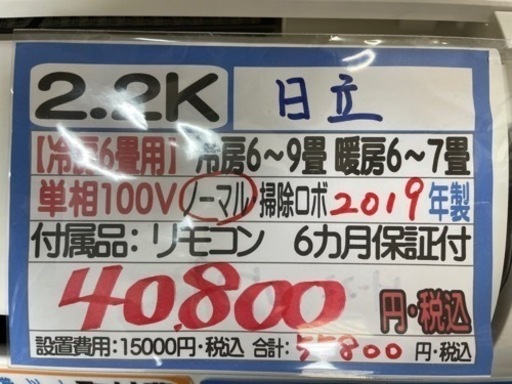 2.2K 日立
【冷房6畳用】 冷房6～9畳 暖房6～7畳
単相100V ノーマル・掃除ロボ 2019年製
付属品：リモコン 6カ月保証付
40,800 円・税込
設置費用：15000円・税込 合計：55800 円・税込